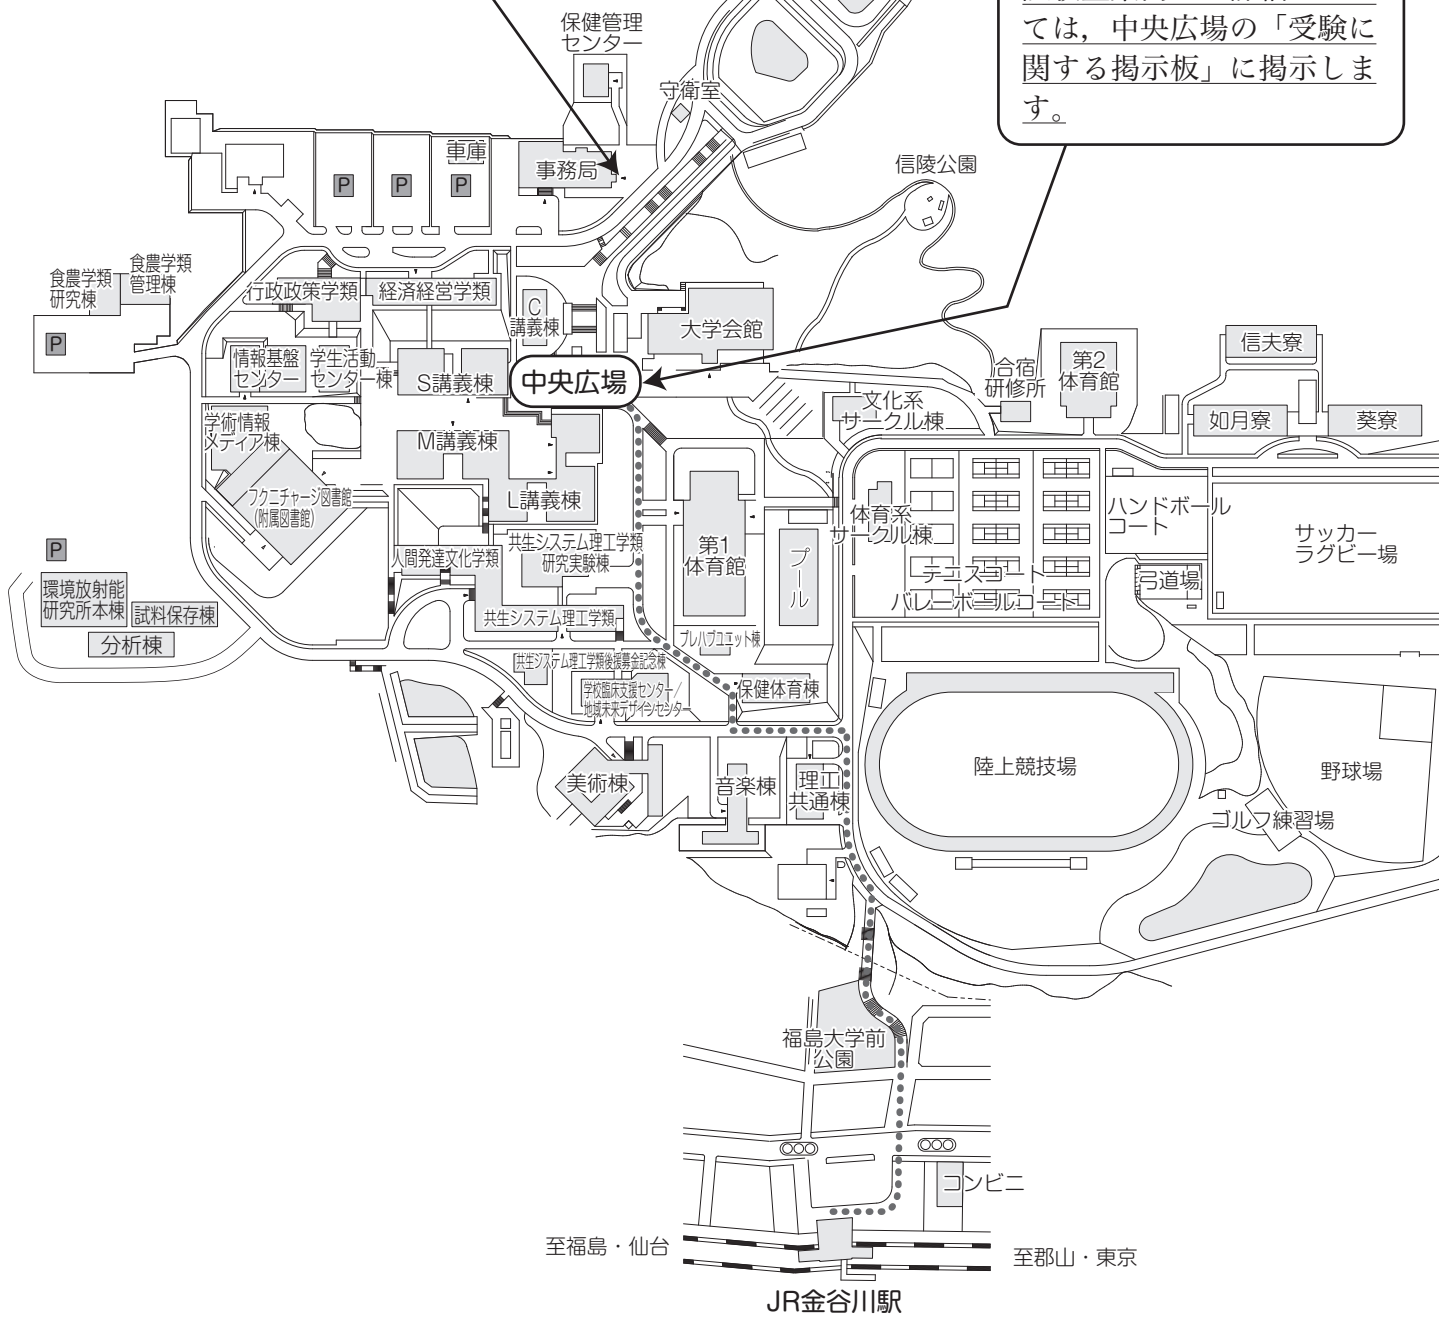 ては，中央広場の「受験に
関する掲示板」に掲示しま
す。
保健管理
センター
守衛室
車庫
事務局
P
P
P
信陵公園
食農学類
研究棟
食農学類
管理棟
行政政策学類
経済経営学類
C
講義棟
大学会館
P
情報基盤
センター
学生活動
センター棟
S講義棟
中央広場
合宿
研修所
第2
体育館
信夫寮
如月寮
葵寮
文化系
サークル棟
学術情報
メディア棟
M講義棟
フクニチャージ図書館
(附属図書館)
L講義棟
体育系
サークル棟
ハンドボール
コート
サッカー
ラグビー場
人間発達文化学類
共生システム理工学類
研究実験棟
第1
体育館
プール
テニスコート
バレーボールコート
弓道場
P
環境放射能
研究所本棟
試料保存棟
分析棟
共生システム理工学類
プレハブユニット棟
共生システム理工学類後援募金記念棟
学校臨床支援センター/
地域未来デザインセンター
保健体育棟
美術棟
音楽棟
理工
共通棟
陸上競技場
野球場
ゴルフ練習場
福島大学前
公園
コンビニ
至福島・仙台
至郡山・東京
JR金谷川駅